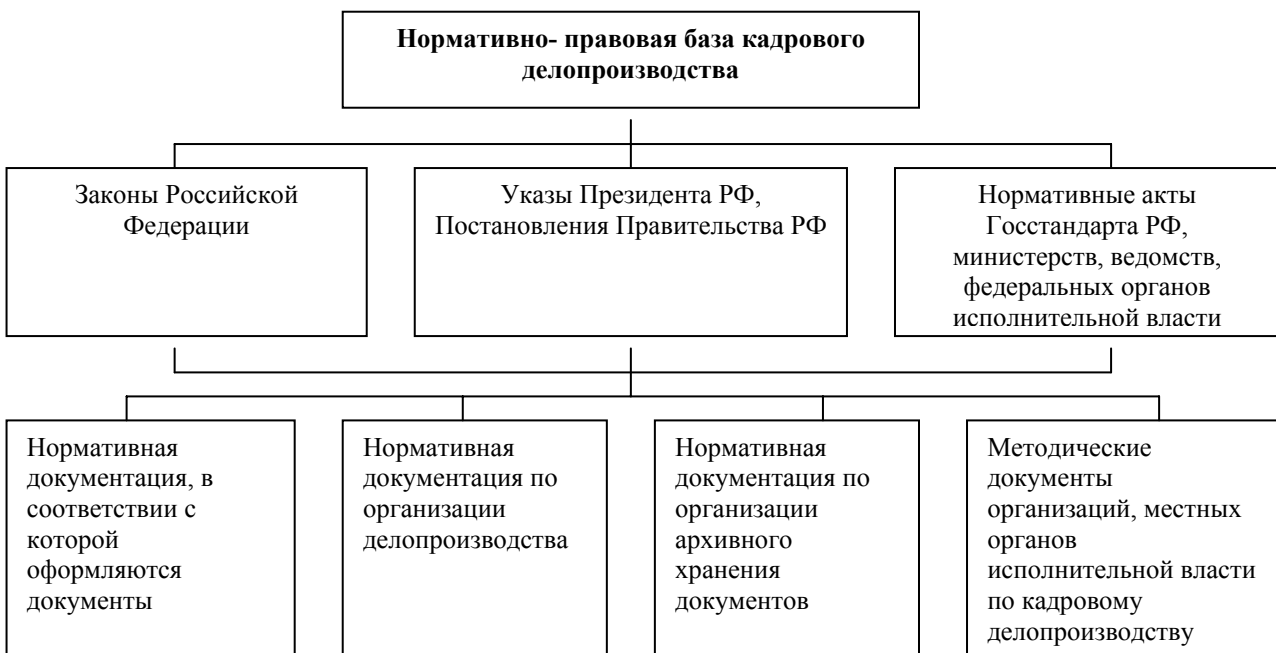 Нормативно- правовая база кадрового
делопроизводства
Законы Российской
Федерации
Указы Президента РФ,
Постановления Правительства РФ
Нормативные акты
Госстандарта РФ,
министерств, ведомств,
федеральных органов
исполнительной власти
Нормативная
документация, в
соответствии с
которой
оформляются
документы
Нормативная
документация по
организации
делопроизводства
Нормативная
документация по
организации
архивного
хранения
документов
Методические
документы
организаций, местных
органов
исполнительной власти
по кадровому
делопроизводству